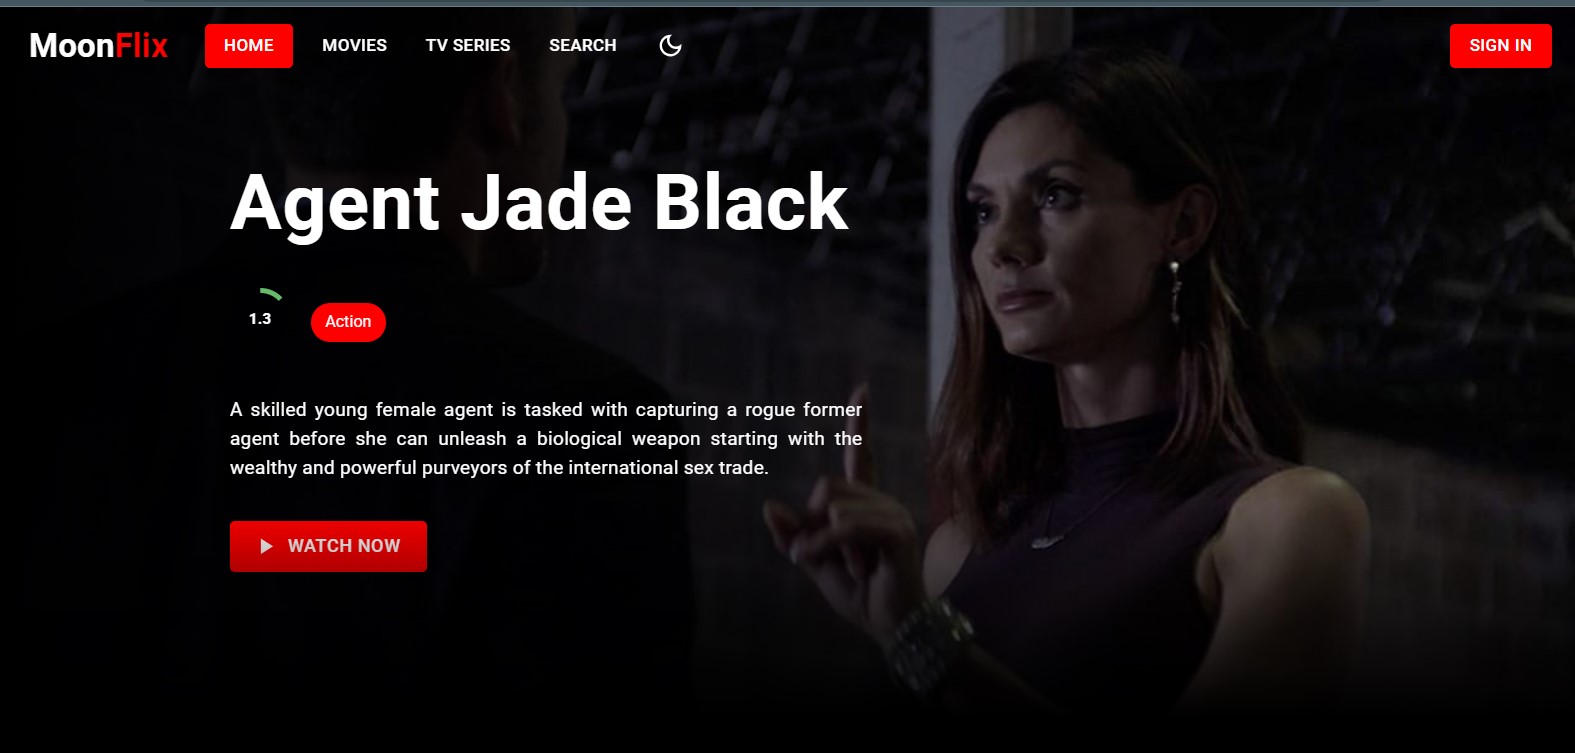 MoonFlix HOME MOVIES TV SERIES SEARCH SIGN IN
Agent Jade Black
1.3 Action
A skilled young female agent is tasked with capturing a rogue former
agent before she can unleash a biological weapon starting with the
wealthy and powerful purveyors of the international sex trade.
WATCH NOW